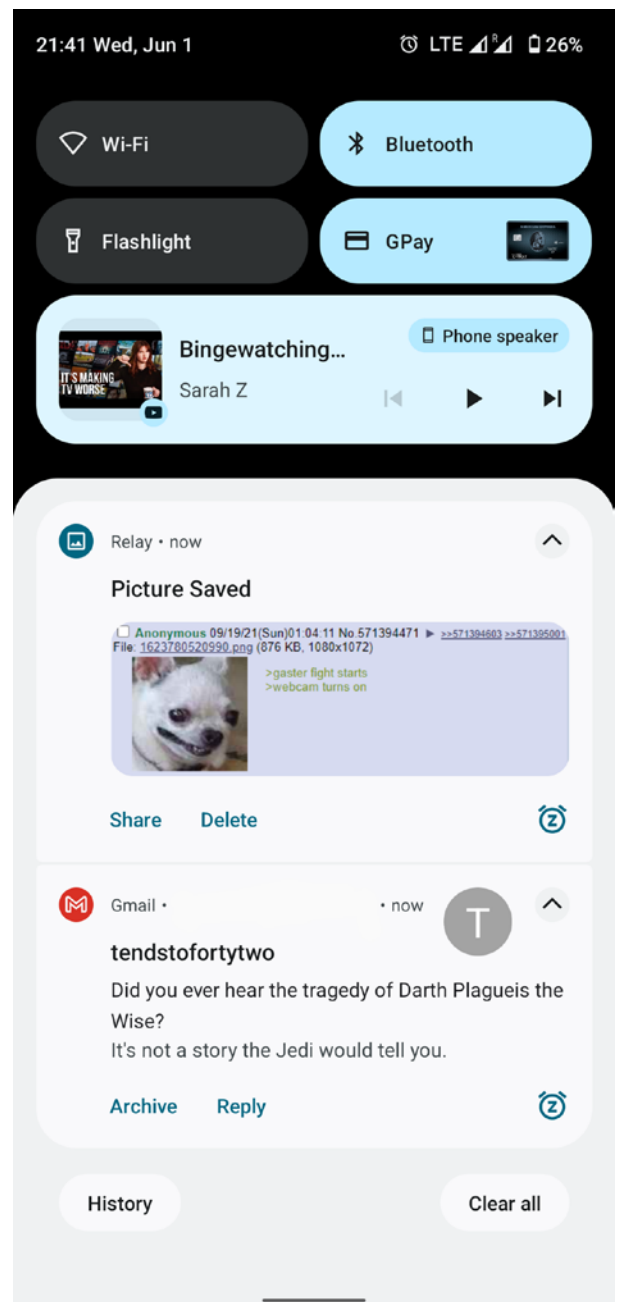 21:41 Wed, Jun 1 LTE R 26%
Wi-Fi Bluetooth
Flashlight GPay
IT'S MAKING
TV WORSE
Bingewatching... Phone speaker
Sarah Z
Relay • now
Picture Saved
Anonymous 09/19/21(Sun)01:04:11 No.571394471 ▶ >>571394603 >>571395001
File: 1623780520990.png (876 KB, 1080x1072)
>gaster fight starts
>webcam turns on
Share Delete
Gmail • • now T
tendstofortytwo
Did you ever hear the tragedy of Darth Plagueis the
Wise?
It's not a story the Jedi would tell you.
Archive Reply
History Clear all